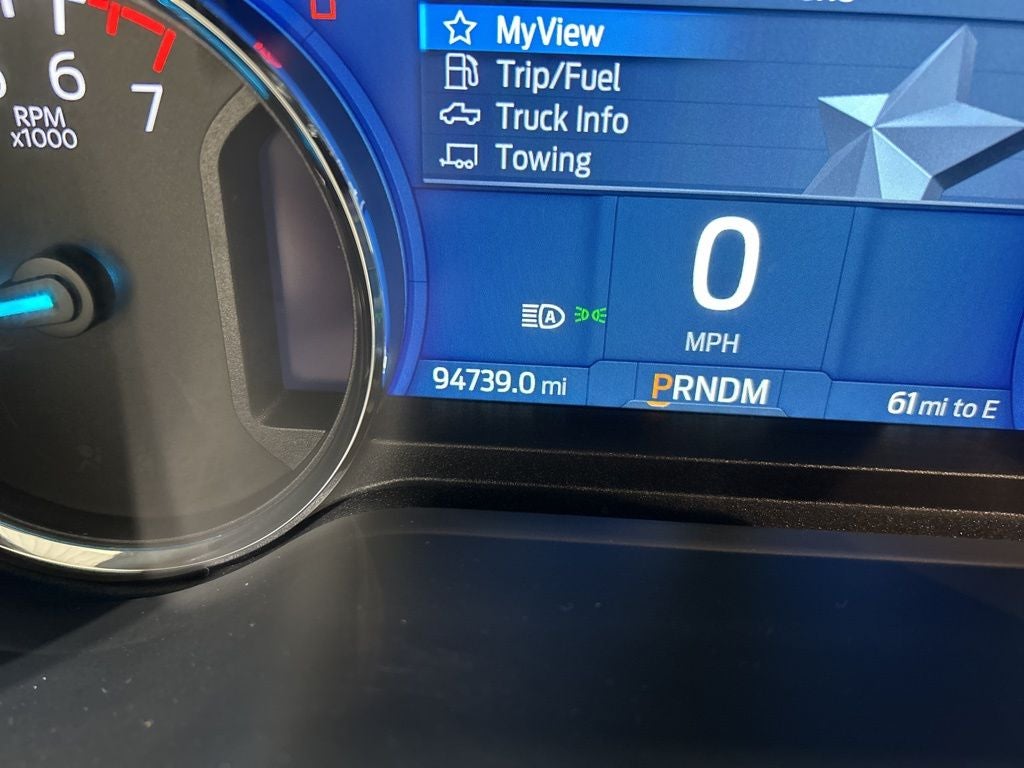 6
7
RPM
x1000
MyView
Trip/Fuel
Truck Info
Towing
0
MPH
A
94739.0 mi
PRNDM
61 mi to E